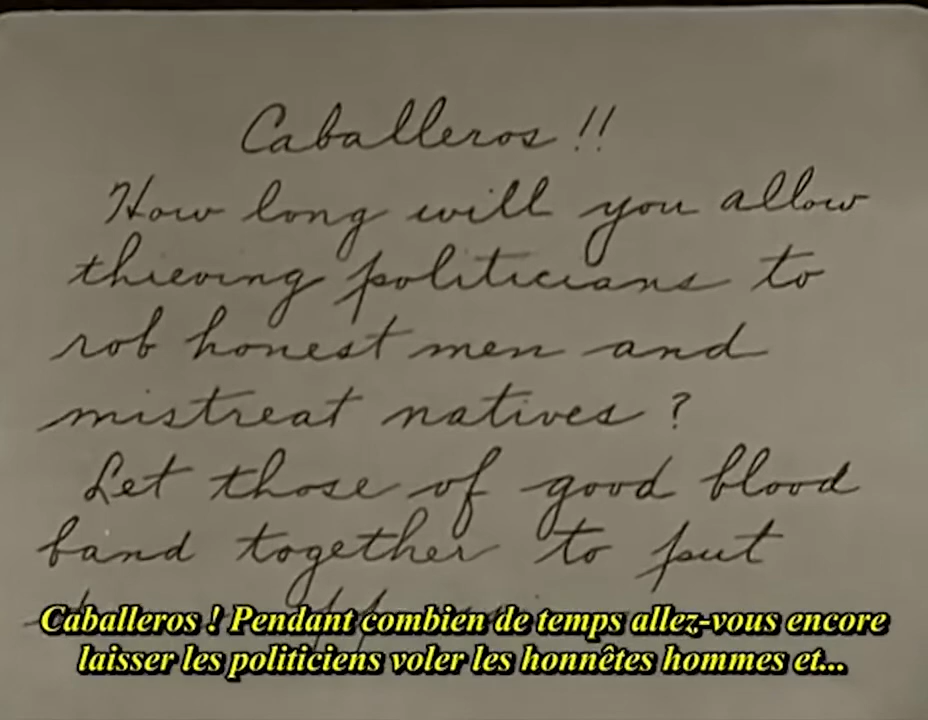 Caballeros !!
How long will you allow
thieving politicians to
rob honest men and
mistreat natives ?
Let those of good blood
band together to put
Caballeros ! Pendant combien de temps allez-vous encore
laisser les politiciens voler les honnêtes hommes et...